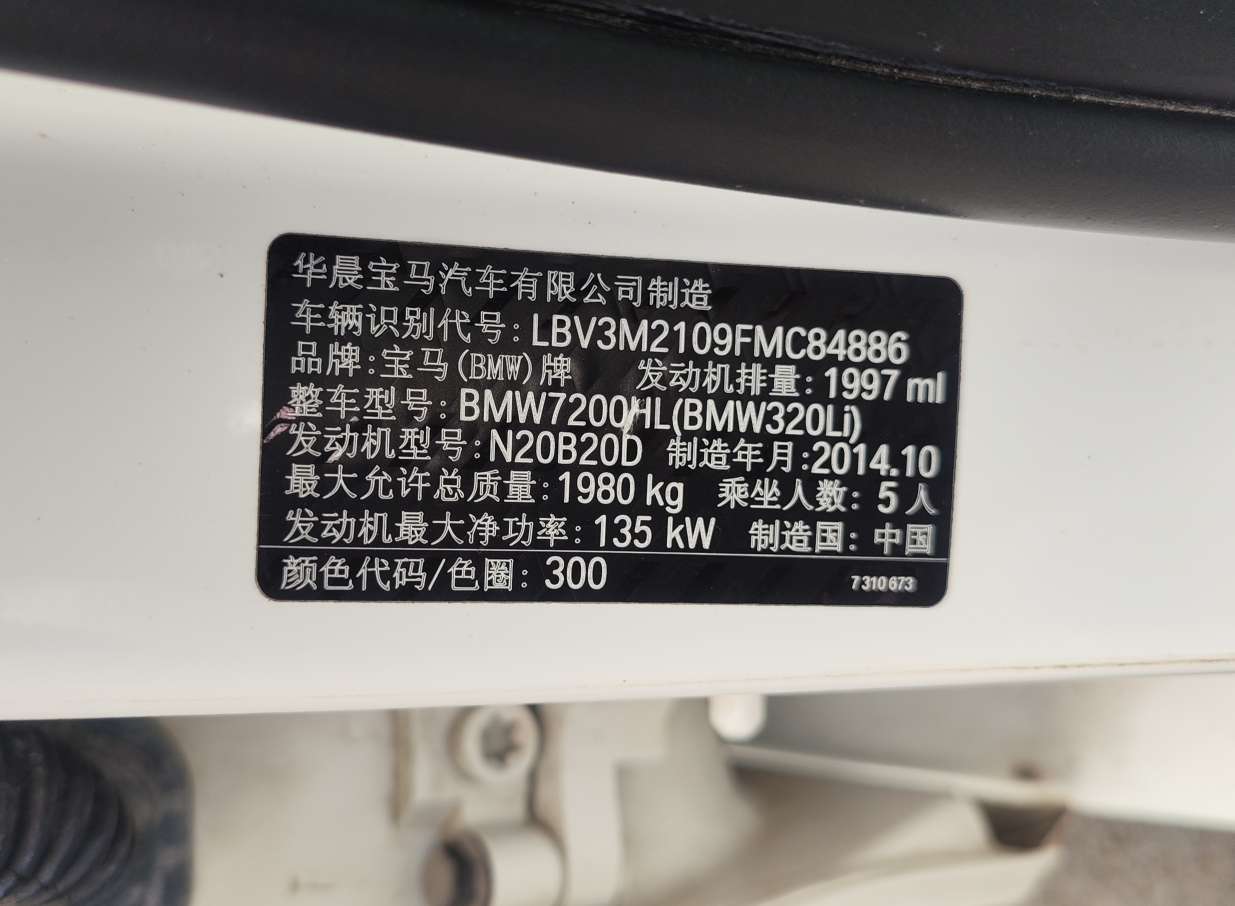 华晨宝马汽车有限公司制造
车辆识别代号: LBV3M2109FMC84886
品牌: 宝马(BMW)牌 发动机排量: 1997 ml
整车型号: BMW7200HL(BMW320Li)
发动机型号: N20B20D 制造年月: 2014.10
最大允许总质量: 1980 kg 乘坐人数: 5 人
发动机最大净功率: 135 kW 制造国: 中国
颜色代码/色圈: 300 7 310 673